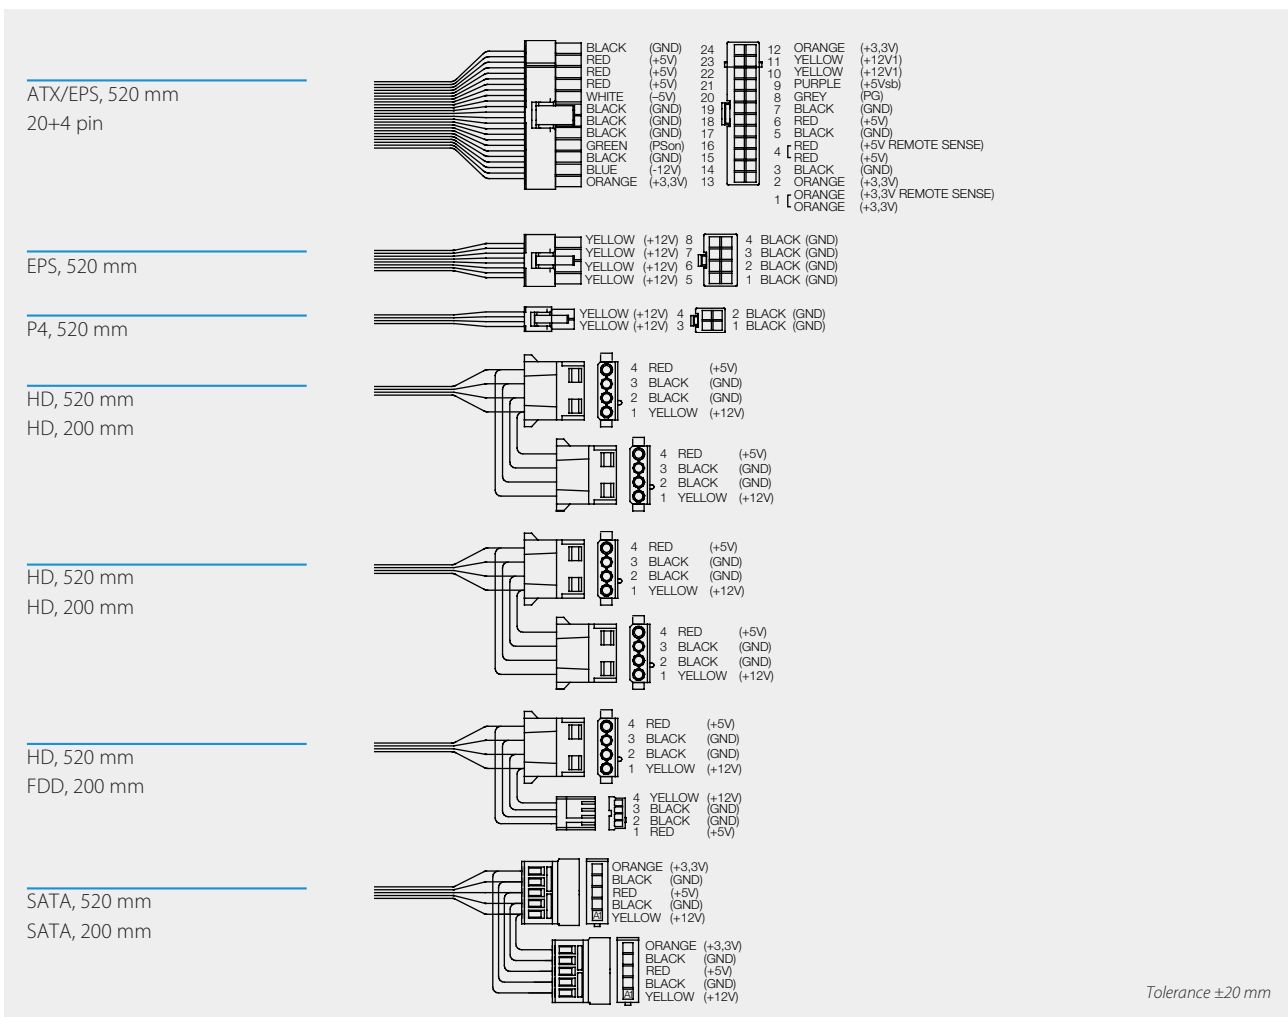 ATX/EPS, 520 mm
20+4 pin
BLACK (GND) 24
RED (+5V) 23
RED (+5V) 22
RED (+5V) 21
WHITE (–5V) 20
BLACK (GND) 19
BLACK (GND) 18
BLACK (GND) 17
GREEN (PSon) 16
BLACK (GND) 15
BLUE (-12V) 14
ORANGE (+3,3V) 13
12 ORANGE (+3,3V)
11 YELLOW (+12V1)
10 YELLOW (+12V1)
9 PURPLE (+5Vsb)
8 GREY (PG)
7 BLACK (GND)
6 RED (+5V)
5 BLACK (GND)
4 RED (+5V REMOTE SENSE)
RED (+5V)
3 BLACK (GND)
2 ORANGE (+3,3V)
1 ORANGE (+3,3V REMOTE SENSE)
ORANGE (+3,3V)
EPS, 520 mm
YELLOW (+12V) 8 4 BLACK (GND)
YELLOW (+12V) 7 3 BLACK (GND)
YELLOW (+12V) 6 2 BLACK (GND)
YELLOW (+12V) 5 1 BLACK (GND)
P4, 520 mm
YELLOW (+12V) 4 2 BLACK (GND)
YELLOW (+12V) 3 1 BLACK (GND)
HD, 520 mm
HD, 200 mm
4 RED (+5V)
3 BLACK (GND)
2 BLACK (GND)
1 YELLOW (+12V)
4 RED (+5V)
3 BLACK (GND)
2 BLACK (GND)
1 YELLOW (+12V)
HD, 520 mm
HD, 200 mm
4 RED (+5V)
3 BLACK (GND)
2 BLACK (GND)
1 YELLOW (+12V)
4 RED (+5V)
3 BLACK (GND)
2 BLACK (GND)
1 YELLOW (+12V)
HD, 520 mm
FDD, 200 mm
4 RED (+5V)
3 BLACK (GND)
2 BLACK (GND)
1 YELLOW (+12V)
4 YELLOW (+12V)
3 BLACK (GND)
2 BLACK (GND)
1 RED (+5V)
SATA, 520 mm
SATA, 200 mm
ORANGE (+3,3V)
BLACK (GND)
RED (+5V)
BLACK (GND)
A1 YELLOW (+12V)
ORANGE (+3,3V)
BLACK (GND)
RED (+5V)
BLACK (GND)
A1 YELLOW (+12V)
Tolerance ±20 mm